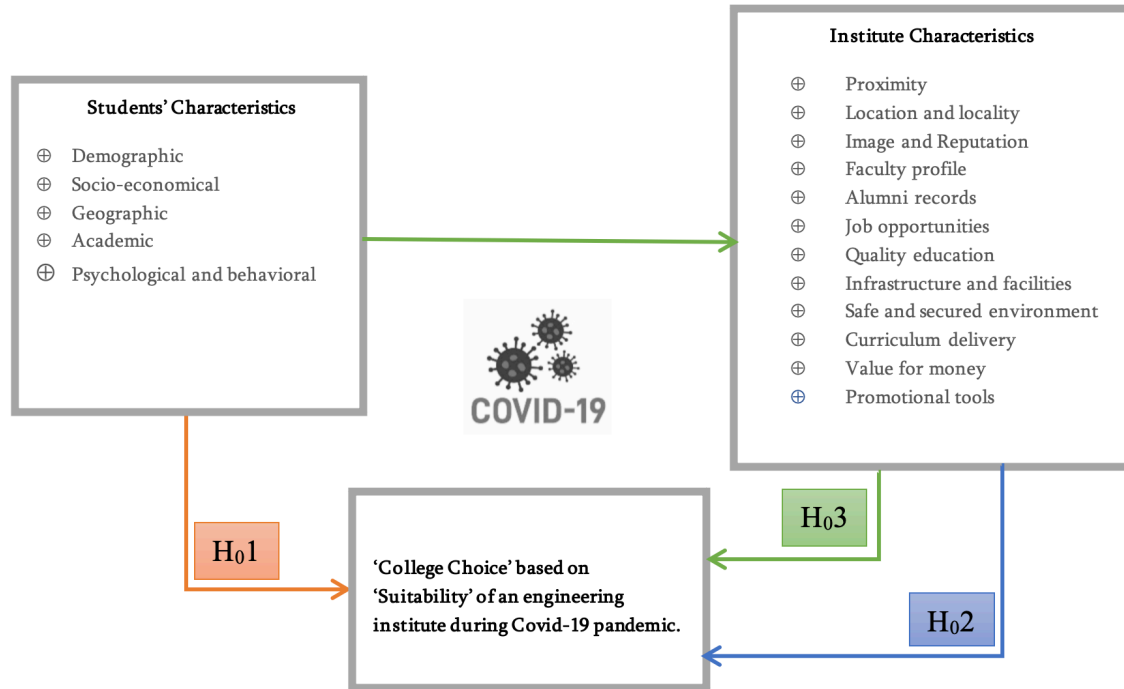 Students’ Characteristics
⊕ Demographic
⊕ Socio-economical
⊕ Geographic
⊕ Academic
⊕ Psychological and behavioral
Institute Characteristics
⊕ Proximity
⊕ Location and locality
⊕ Image and Reputation
⊕ Faculty profile
⊕ Alumni records
⊕ Job opportunities
⊕ Quality education
⊕ Infrastructure and facilities
⊕ Safe and secured environment
⊕ Curriculum delivery
⊕ Value for money
⊕ Promotional tools
COVID-19
H₀1
H₀3
H₀2
‘College Choice’ based on
‘Suitability’ of an engineering
institute during Covid-19 pandemic.